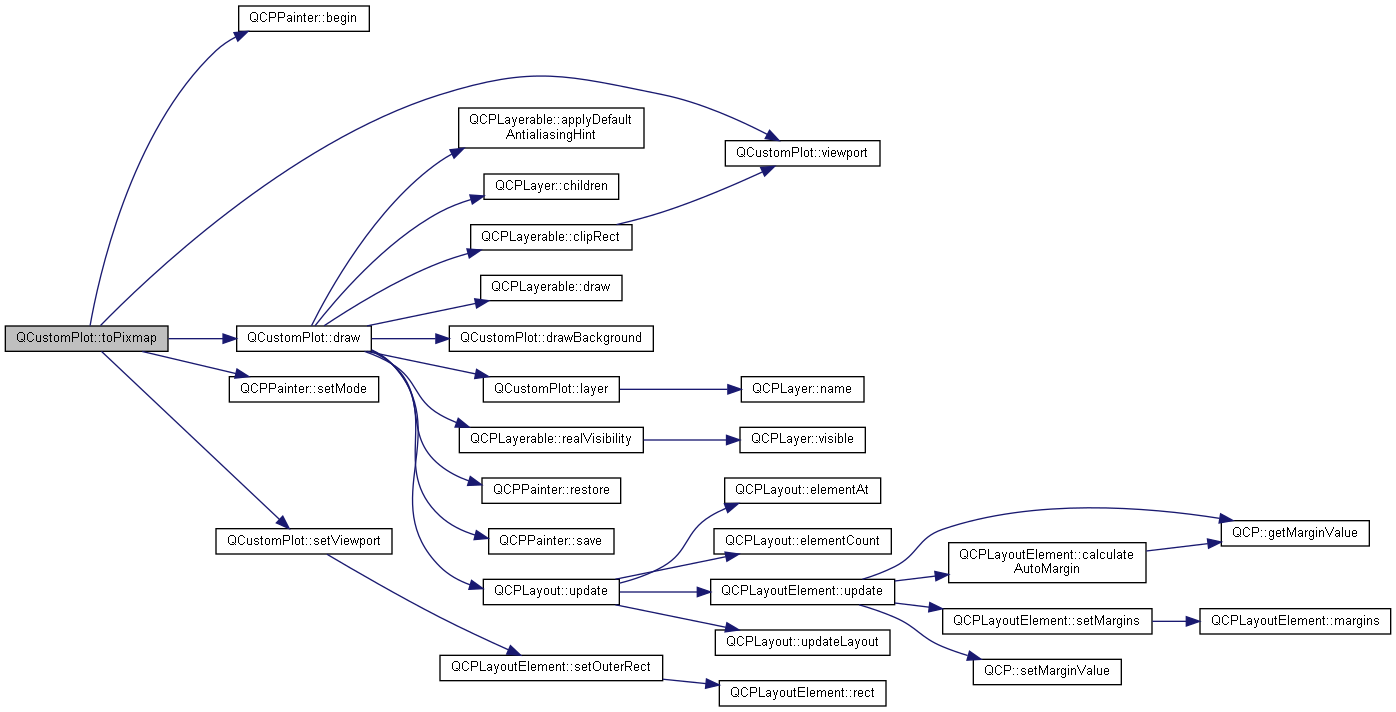 QCPPainter::begin
QCPLayerable::applyDefault
AntialiasingHint
QCustomPlot::viewport
QCPLayer::children
QCPLayerable::clipRect
QCPLayerable::draw
QCustomPlot::toPixmap
QCustomPlot::draw
QCustomPlot::drawBackground
QCPPainter::setMode
QCustomPlot::layer
QCPLayer::name
QCPLayerable::realVisibility
QCPLayer::visible
QCPPainter::restore
QCPLayout::elementAt
QCustomPlot::setViewport
QCPPainter::save
QCPLayout::elementCount
QCP::getMarginValue
QCPLayoutElement::calculate
AutoMargin
QCPLayout::update
QCPLayoutElement::update
QCPLayoutElement::setMargins
QCPLayoutElement::margins
QCPLayout::updateLayout
QCPLayoutElement::setOuterRect
QCP::setMarginValue
QCPLayoutElement::rect